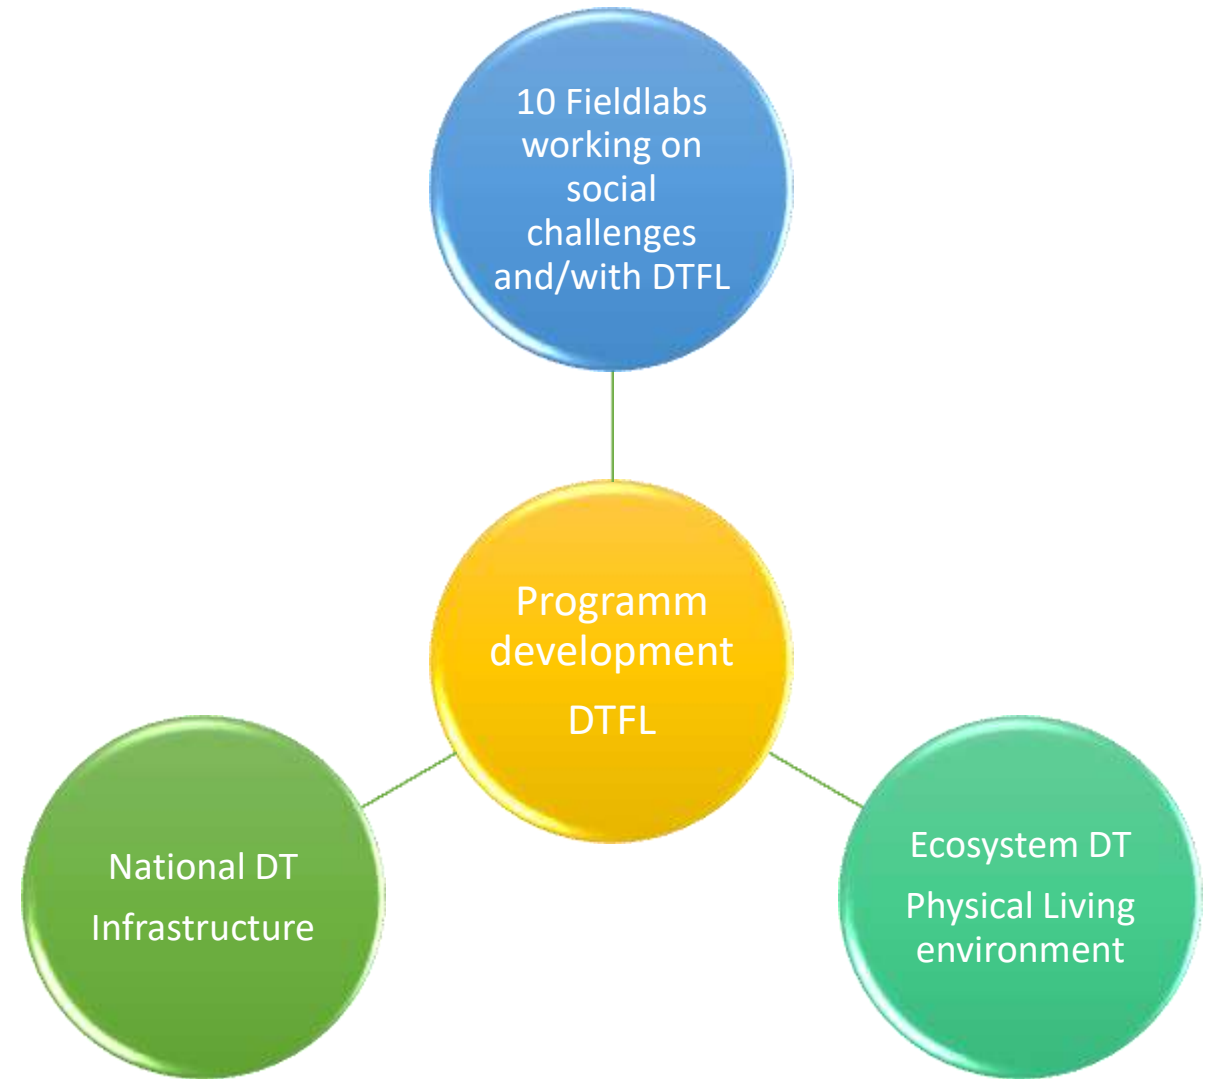 10 Fieldlabs
working on
social
challenges
and/with DTFL
Programm
development
DTFL
National DT
Infrastructure
Ecosystem DT
Physical Living
environment